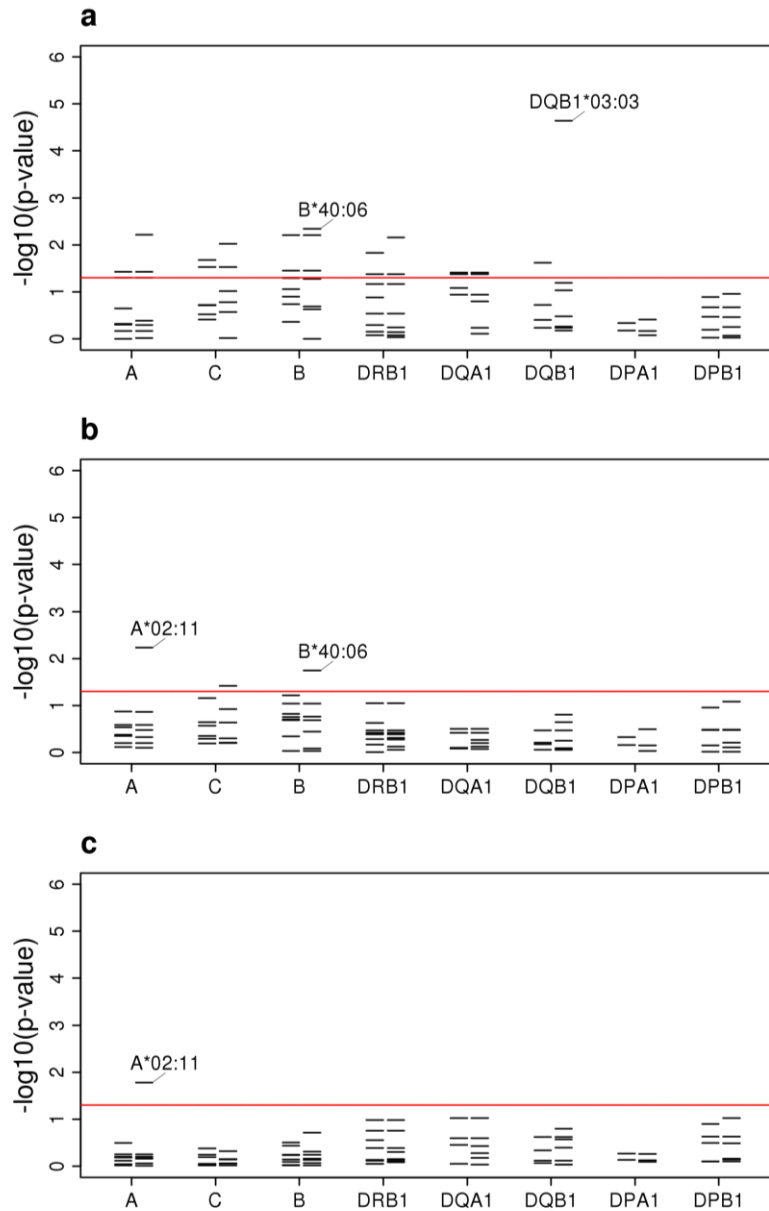 a
-log10(p-value)
6
5
4
3
2
1
0
DQB1*03:03
B*40:06
A C B DRB1 DQA1 DQB1 DPA1 DPB1
b
-log10(p-value)
6
5
4
3
2
1
0
A*02:11
B*40:06
A C B DRB1 DQA1 DQB1 DPA1 DPB1
c
-log10(p-value)
6
5
4
3
2
1
0
A*02:11
A C B DRB1 DQA1 DQB1 DPA1 DPB1